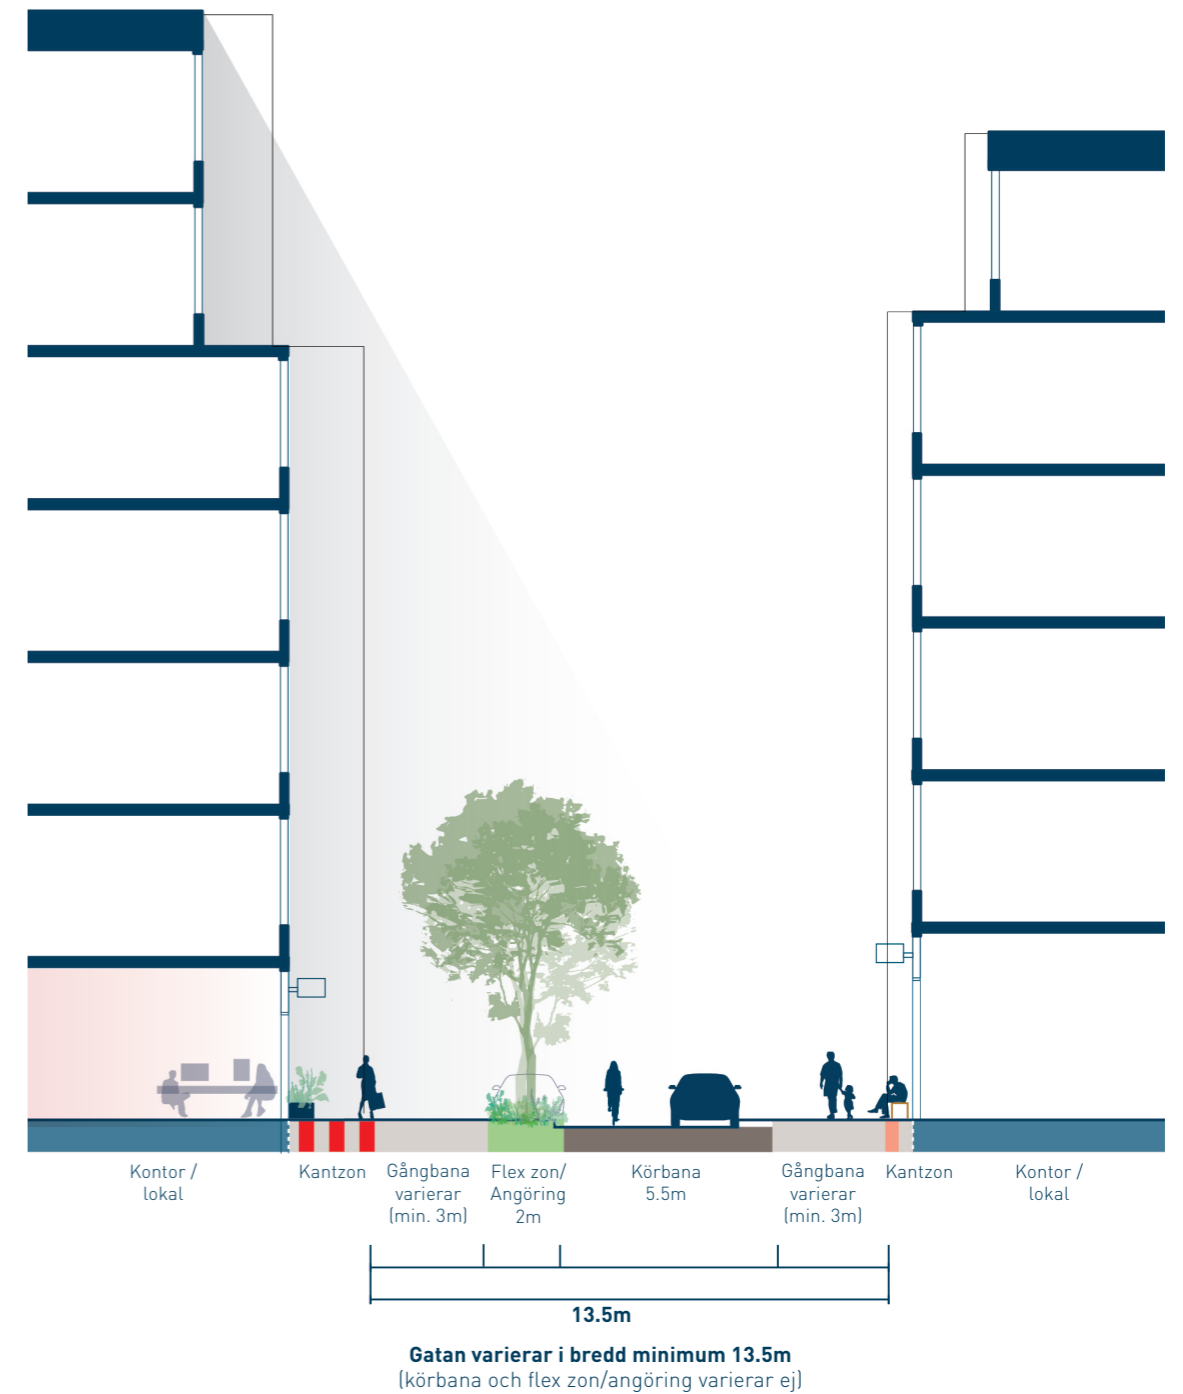 Kontor /
lokal
Kantzon
Gångbana
varierar
(min. 3m)
Flex zon/
Angöring
2m
Körbana
5.5m
Gångbana
varierar
(min. 3m)
Kantzon
Kontor /
lokal
13.5m
Gatan varierar i bredd minimum 13.5m
(körbana och flex zon/angöring varierar ej)